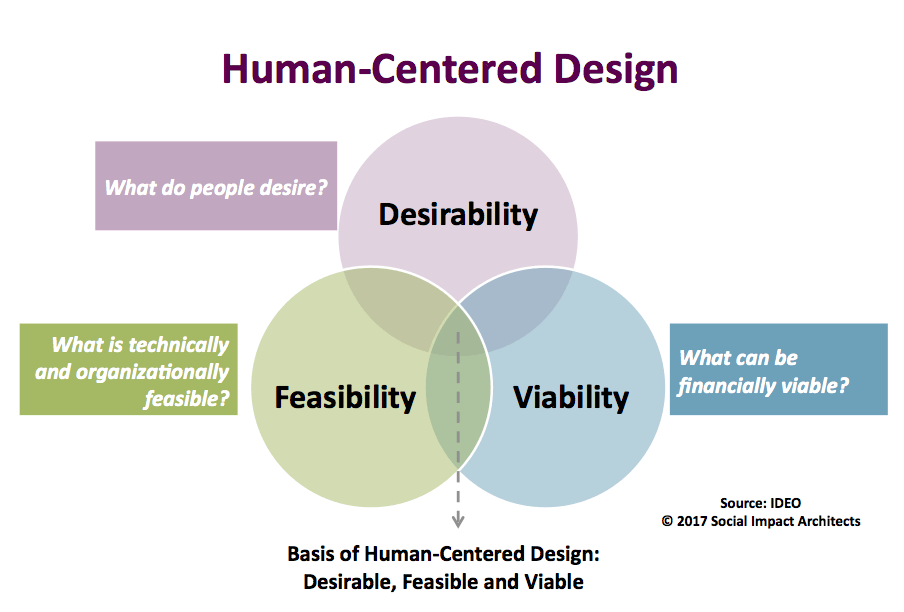 Human-Centered Design
What do people desire?
Desirability
What is technically
and organizationally
feasible?
Feasibility
Viability
What can be
financially viable?
Source: IDEO
© 2017 Social Impact Architects
Basis of Human-Centered Design:
Desirable, Feasible and Viable